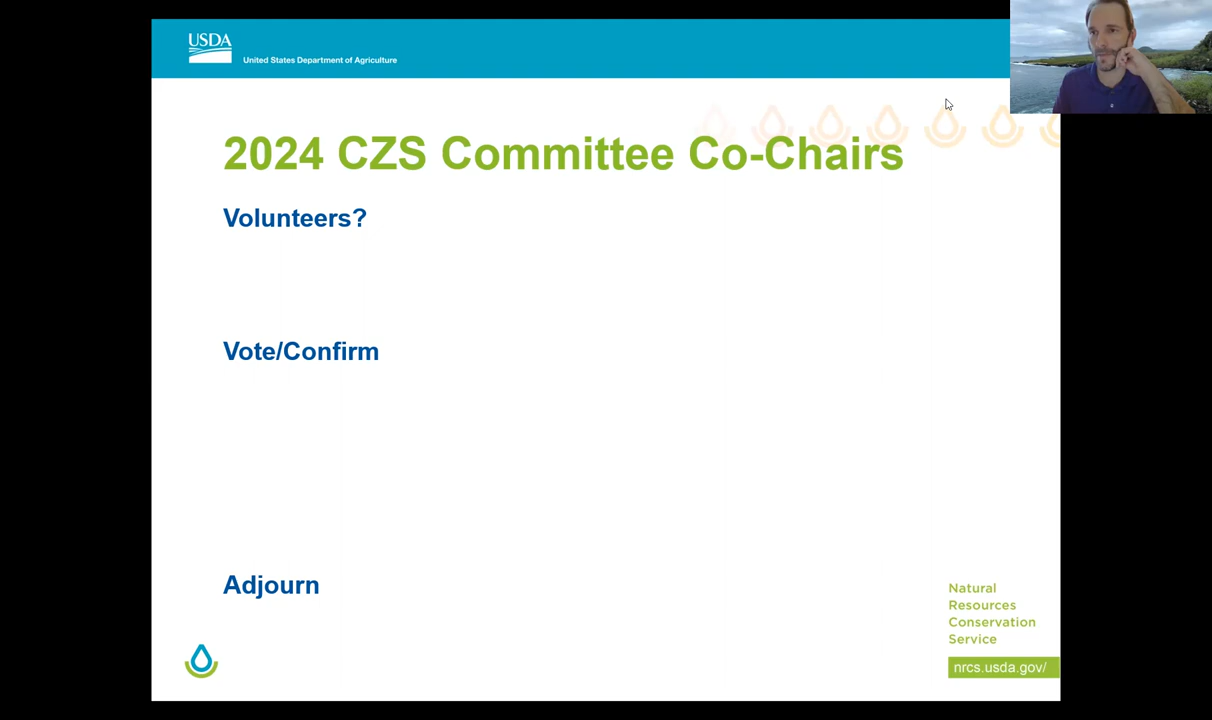 USDA
United States Department of Agriculture
2024 CZS Committee Co-Chairs
Volunteers?
Vote/Confirm
Adjourn
Natural
Resources
Conservation
Service
nrcs.usda.gov/